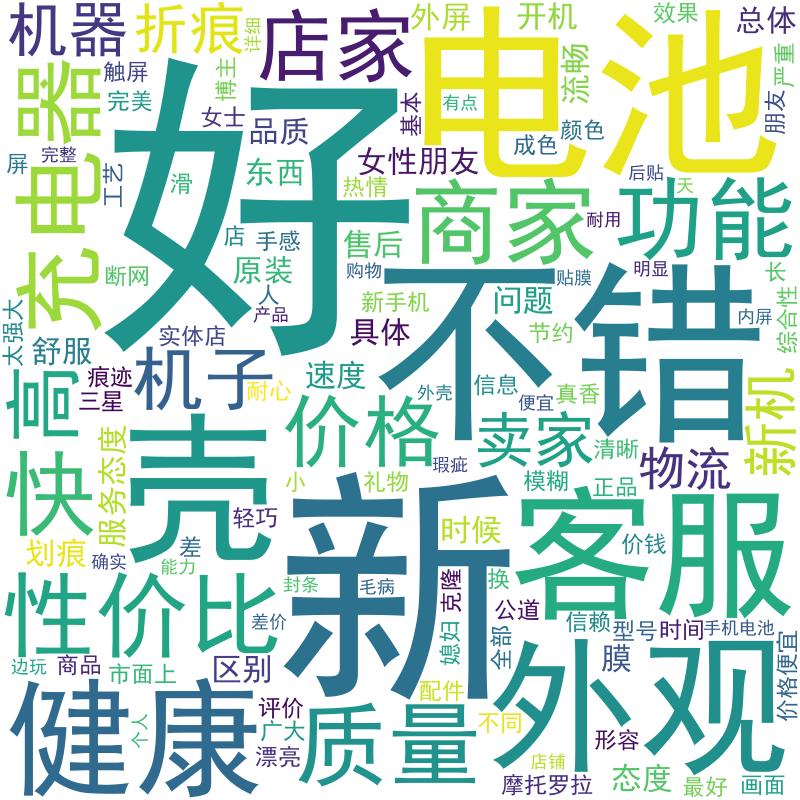 机器
折痕
店家
外屏
开机
效果
总体
详细
电池
触屏
博主
流畅
严重
充电器
完美
好
女士
品质
基本
有点
成色
颜色
朋友
屏
完整
工艺
滑
东西
热情
女性朋友
后贴
商家
功能
天
店
手感
售后
耐用
断网
原装
购物
不错
贴膜
明显
长
人
新手机
问题
综合性
太强大
产品
内屏
实体店
具体
节约
舒服
机子
痕迹
三星
耐心
速度
外壳
信息
便宜
真香
高
新机
壳
价格
卖家
清晰
服务态度
快
瑕疵
物流
小
礼物
模糊
正品
新
轻巧
客服
划痕
确实
差
时候
价钱
能力
性价比
封条
毛病
克隆
换
差价
公道
信赖
型号
时间
手机电池
媳妇
全部
边玩
商品
市面上
区别
膜
价格便宜
外观
健康
个人
评价
广大
质量
配件
不同
漂亮
形容
店铺
摩托罗拉
态度
最好
画面